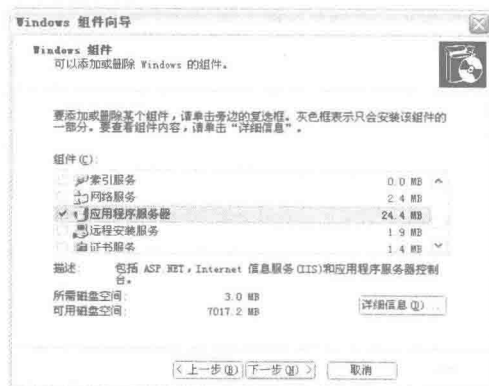 Windows 组件向导
Windows 组件
可以添加或删除 Windows 的组件。
要添加或删除某个组件，请单击旁边的复选框。灰色框表示只会安装该组件的
一部分。要查看组件内容，请单击“详细信息”。
组件(C):
索引服务 0.0 MB
网络服务 2.4 MB
应用程序服务器 24.4 MB
远程安装服务 1.9 MB
证书服务 1.4 MB
描述: 包括 ASP.NET，Internet 信息服务(IIS)和应用程序服务器控制
台。
所需磁盘空间: 3.0 MB
可用磁盘空间: 7017.2 MB
详细信息(D)...
< 上一步(B) 下一步(N) > 取消